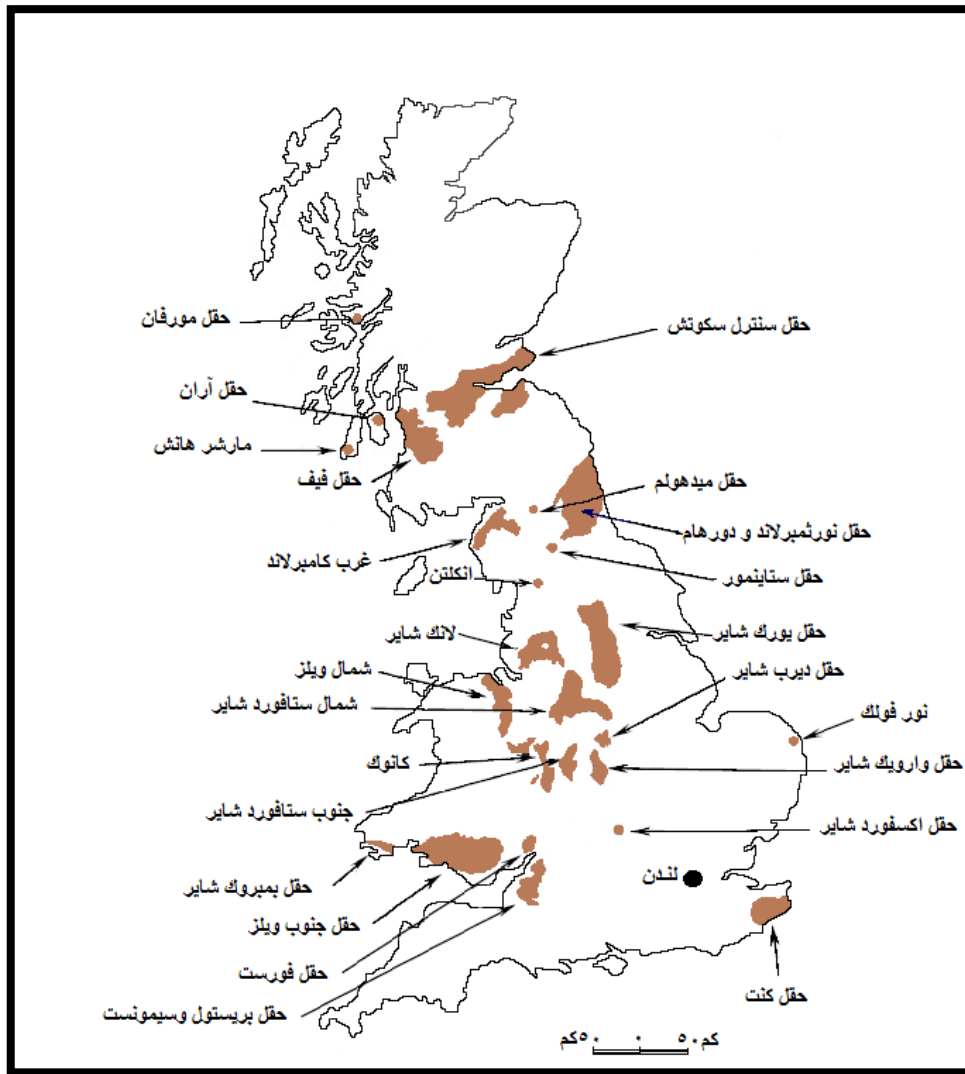 حقل سنترل سكوتش
حقل مورفان
حقل آران
مارشر هانش
حقل فيف
حقل ميدهولم
حقل نورثمبرلاند و دورهام
غرب كامبرلاند
حقل ستاينمور
انكلتن
حقل يورك شاير
لانك شاير
حقل ديرب شاير
شمال ويلز
شمال ستافورد شاير
نور فولك
كانوك
حقل وارويك شاير
جنوب ستافورد شاير
حقل اكسفورد شاير
لندن
حقل بمبروك شاير
حقل جنوب ويلز
حقل فورست
حقل كنت
حقل بريستول وسيمونست
٥٠كم ٠ ٥٠كم